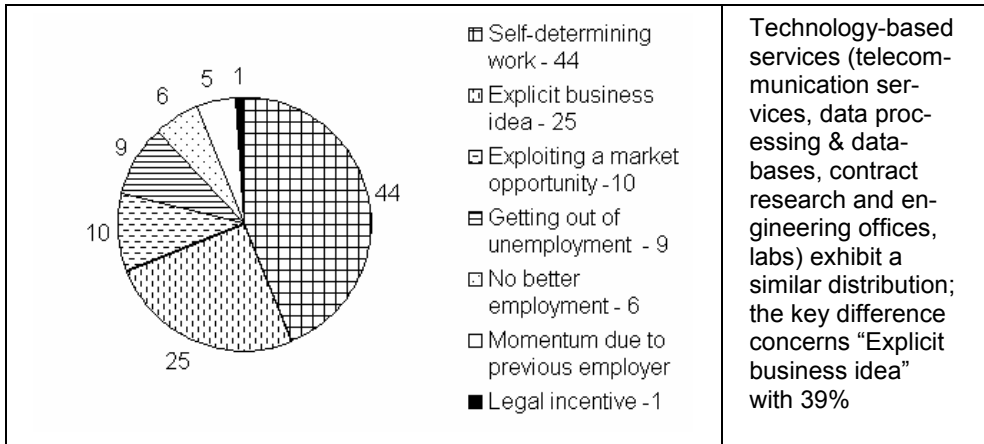 5 1
6
9
10
25
44
Self-determining
work - 44
Explicit business
idea - 25
Exploiting a market
opportunity -10
Getting out of
unemployment - 9
No better
employment - 6
Momentum due to
previous employer
Legal incentive -1
Technology-based
services (telecom-
munication ser-
vices, data proc-
essing & data-
bases, contract
research and en-
gineering offices,
labs) exhibit a
similar distribution;
the key difference
concerns “Explicit
business idea”
with 39%